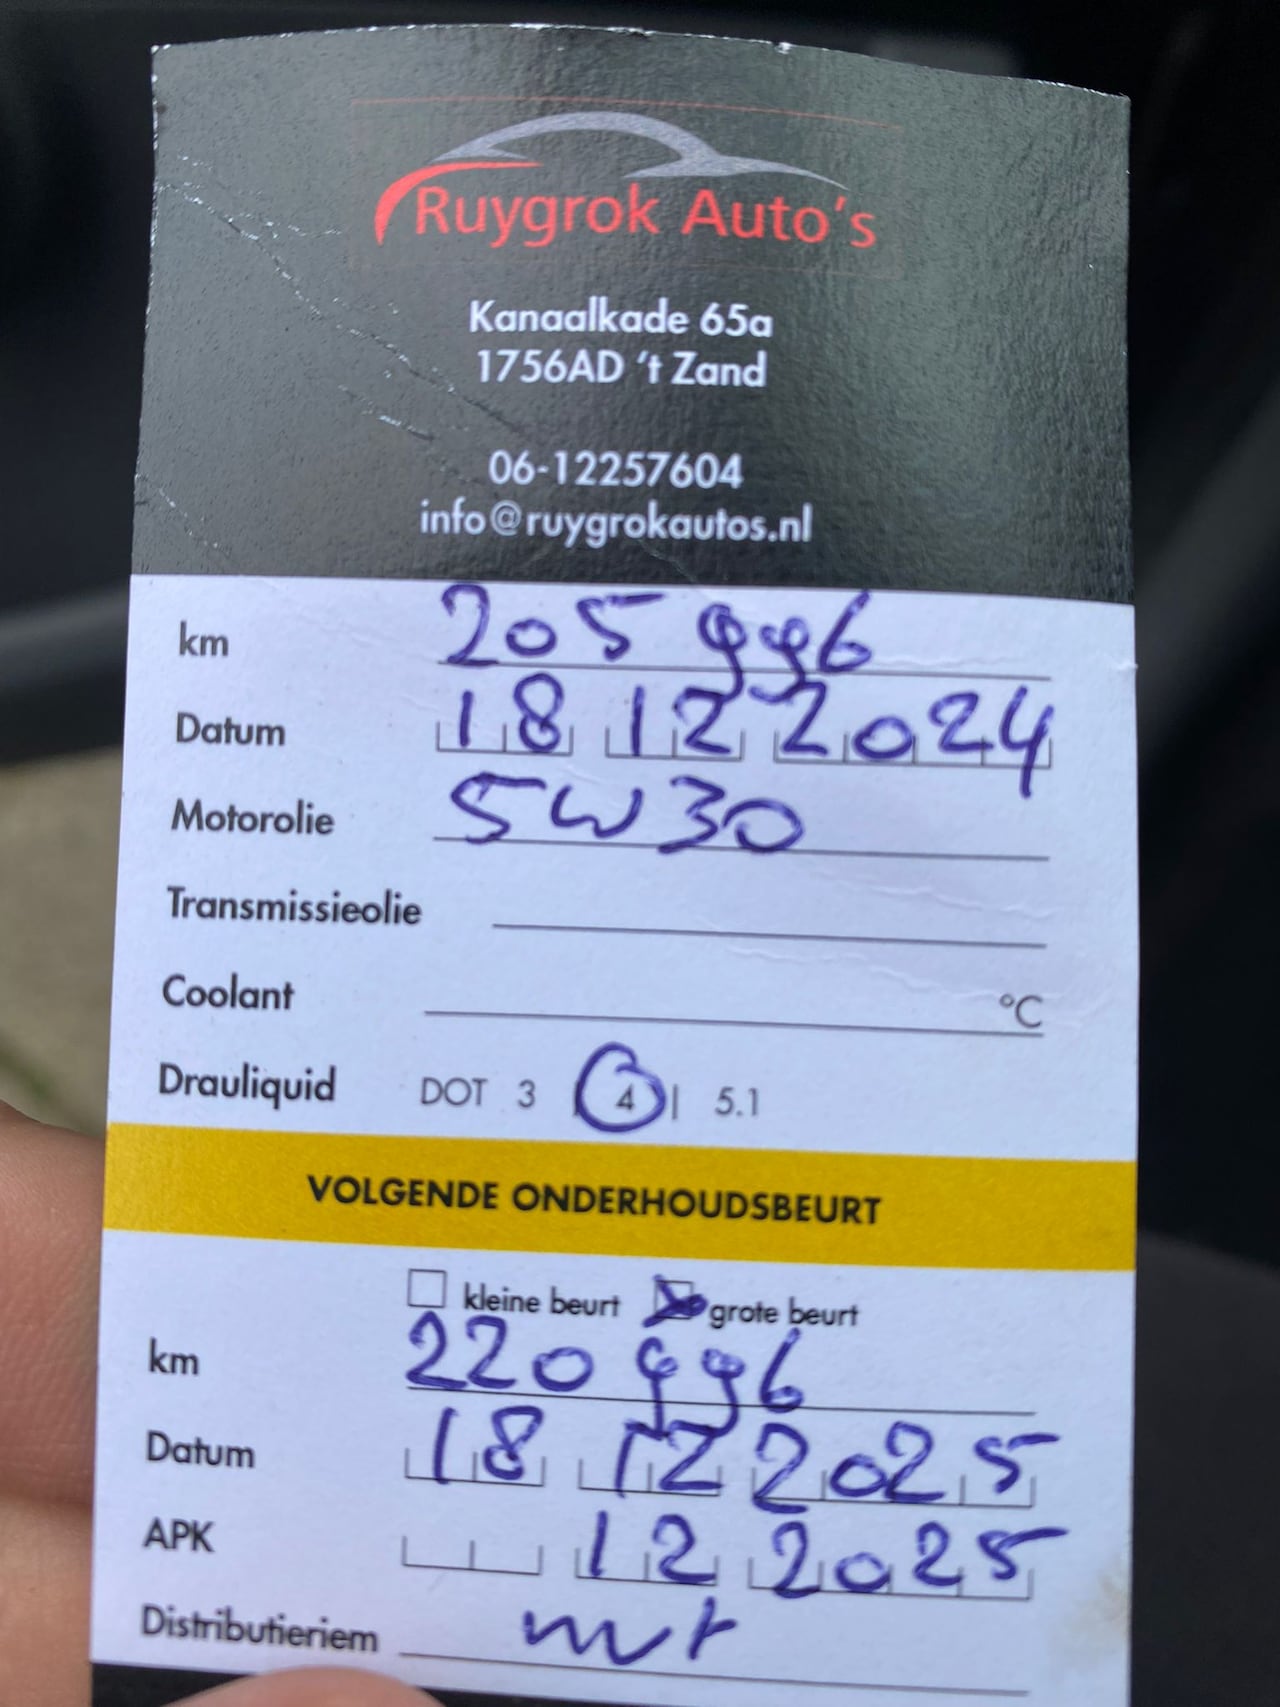 Ruygrok Auto's
Kanaalkade 65a
1756AD 't Zand
06-12257604
info@ruygrokautos.nl
km 205 996
Datum 18 12 2024
Motorolie 5W30
Transmissieolie
Coolant °C
Drauliquid DOT 3 | 4 | 5.1
VOLGENDE ONDERHOUDSBEURT
kleine beurt grote beurt
km 220 996
Datum 18 12 2025
APK 12 2025
Distributieriem nvt